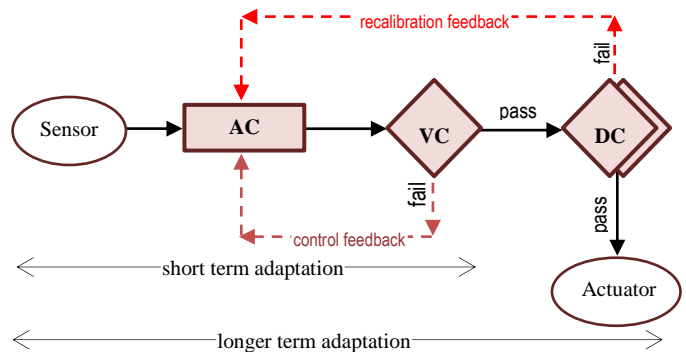 recalibration feedback
fail
Sensor
AC
VC
pass
DC
fail
control feedback
pass
short term adaptation
Actuator
longer term adaptation